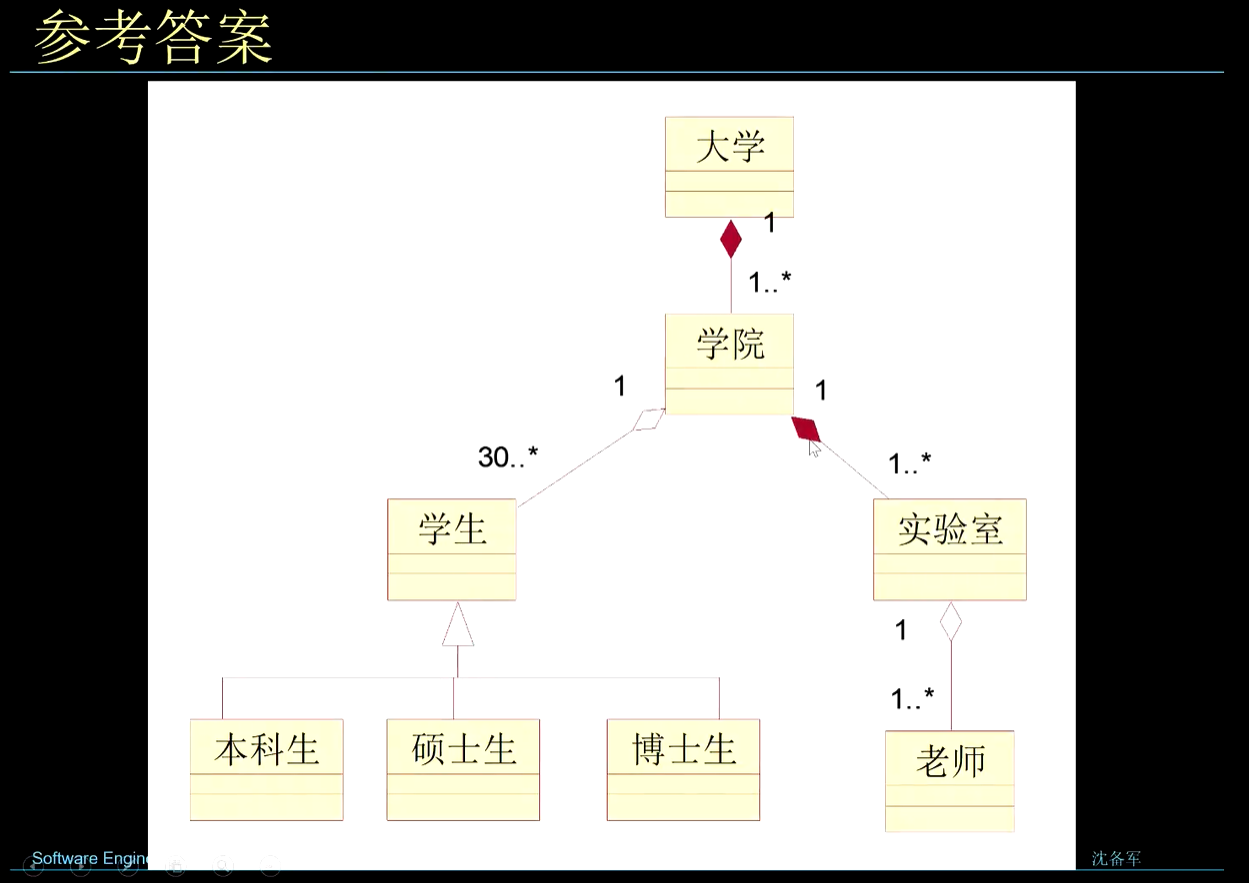 参考答案
大学
1
1..*
学院
1
1
30..*
1..*
学生
实验室
1
1..*
本科生
硕士生
博士生
老师
Software Engine
沈备军